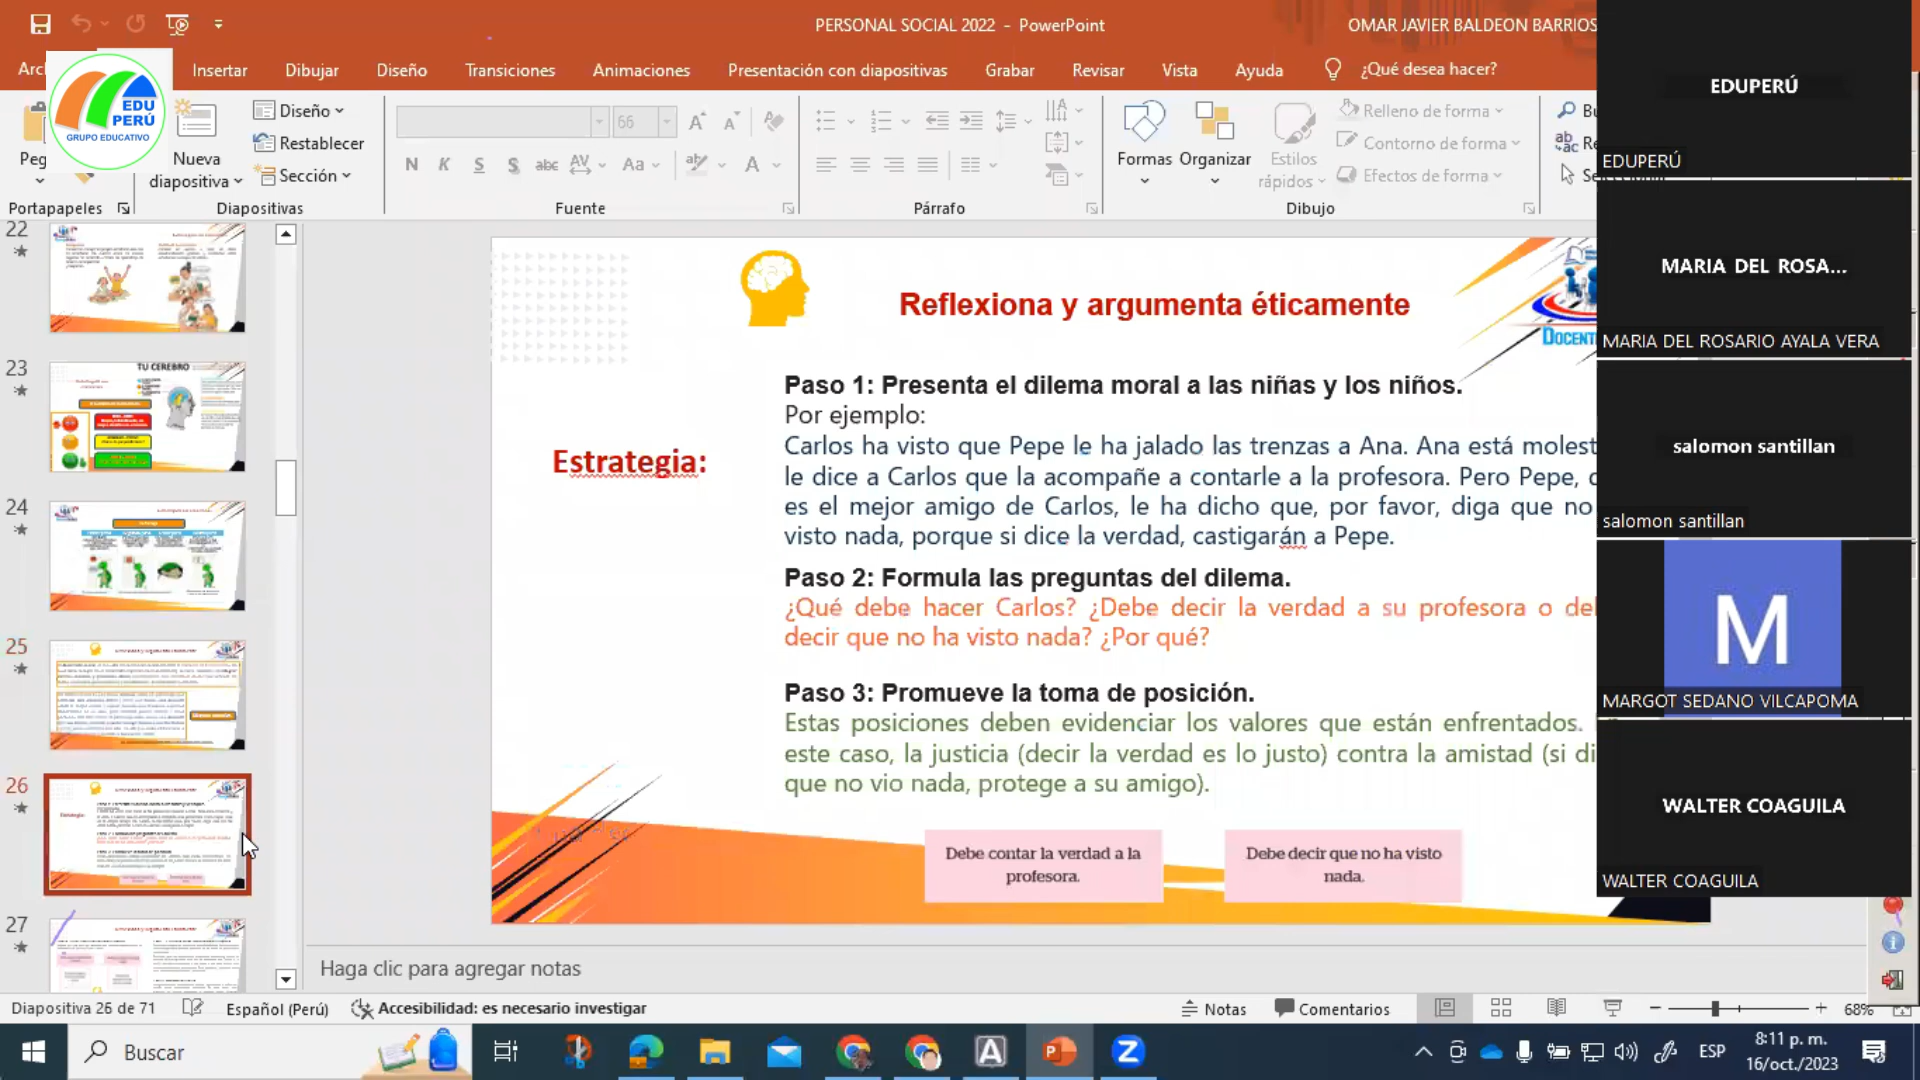 PERSONAL SOCIAL 2022 - PowerPoint
OMAR JAVIER BALDEON BARRIOS
Insertar
Dibujar
Diseño
Transiciones
Animaciones
Presentación con diapositivas
Grabar
Revisar
Vista
Ayuda
¿Qué desea hacer?
EDU
PERÚ
GRUPO EDUCATIVO
Nueva
diapositiva
Diseño
Restablecer
Sección
66
N K S S abc AV Aa A
Formas
Organizar
Estilos
rápidos
Relleno de forma
Contorno de forma
Efectos de forma
Portapapeles
Diapositivas
Fuente
Párrafo
Dibujo
22
23
TU CEREBRO
24
25
26
27
Reflexiona y argumenta éticamente
Estrategia:
Paso 1: Presenta el dilema moral a las niñas y los niños.
Por ejemplo:
Carlos ha visto que Pepe le ha jalado las trenzas a Ana. Ana está
le dice a Carlos que la acompañe a contarle a la profesora. Pero Pepe,
es el mejor amigo de Carlos, le ha dicho que, por favor, diga que no
visto nada, porque si dice la verdad, castigarán a Pepe.
Paso 2: Formula las preguntas del dilema.
¿Qué debe hacer Carlos? ¿Debe decir la verdad a su profesora o
decir que no ha visto nada? ¿Por qué?
Paso 3: Promueve la toma de posición.
Estas posiciones deben evidenciar los valores que están enfrentados.
este caso, la justicia (decir la verdad es lo justo) contra la amistad (si
que no vio nada, protege a su amigo).
Debe contar la verdad a la
profesora.
Debe decir que no ha visto
nada.
EDUPERÚ
EDUPERÚ
MARIA DEL ROSA...
MARIA DEL ROSARIO AYALA VERA
salomon santillan
salomon santillan
M
MARGOT SEDANO VILCAPOMA
WALTER COAGUILA
WALTER COAGUILA
Haga clic para agregar notas
Diapositiva 26 de 71
Español (Perú)
Accesibilidad: es necesario investigar
Notas
Comentarios
68%
Buscar
ESP
8:11 p. m.
16/oct./2023